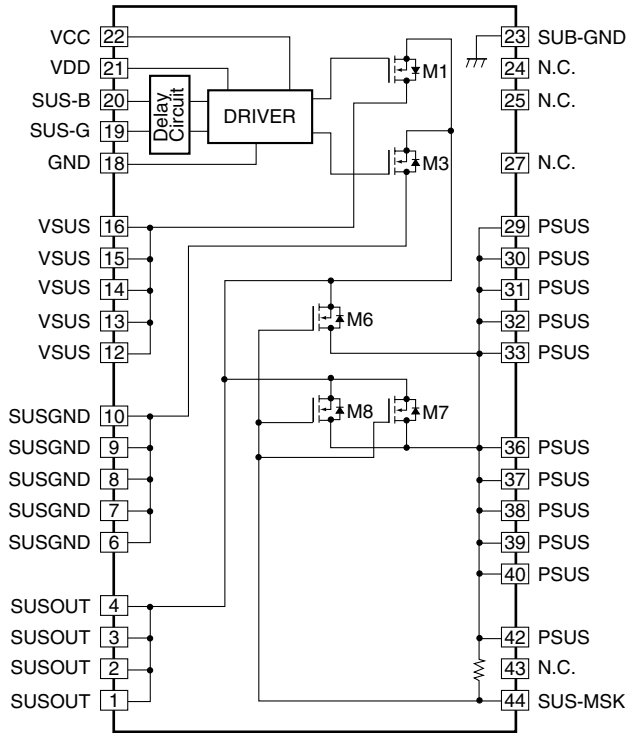 VCC 22
VDD 21
SUS-B 20
SUS-G 19
GND 18
VSUS 16
VSUS 15
VSUS 14
VSUS 13
VSUS 12
SUSGND 10
SUSGND 9
SUSGND 8
SUSGND 7
SUSGND 6
SUSOUT 4
SUSOUT 3
SUSOUT 2
SUSOUT 1
Delay
Circuit
DRIVER
M1
M3
M6
M8
M7
23 SUB-GND
24 N.C.
25 N.C.
27 N.C.
29 PSUS
30 PSUS
31 PSUS
32 PSUS
33 PSUS
36 PSUS
37 PSUS
38 PSUS
39 PSUS
40 PSUS
42 PSUS
43 N.C.
44 SUS-MSK